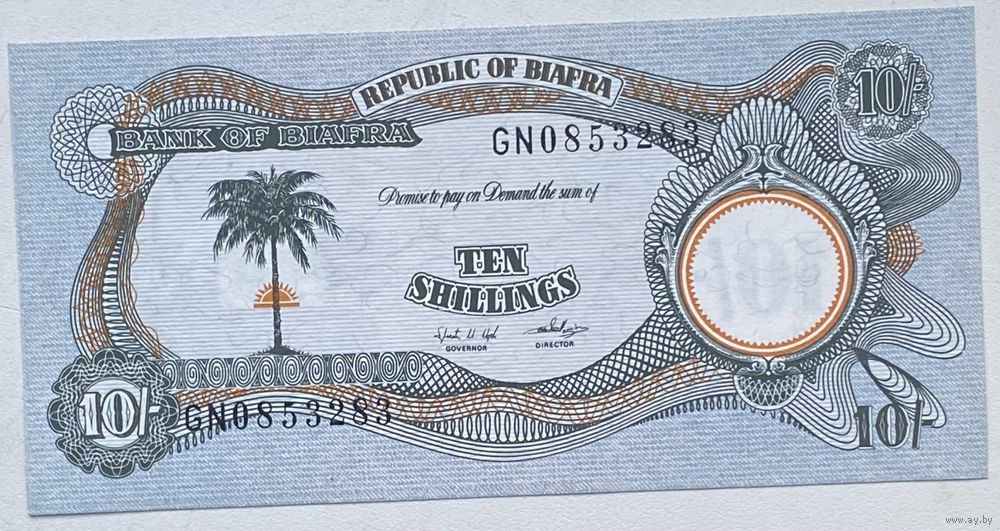 REPUBLIC OF BIAFRA
10/-
BANK OF BIAFRA
GN0853283
Promise to pay on Demand the sum of
TEN
SHILLINGS
GOVERNOR
DIRECTOR
10/-
GN0853283
10/-
www.ay.by